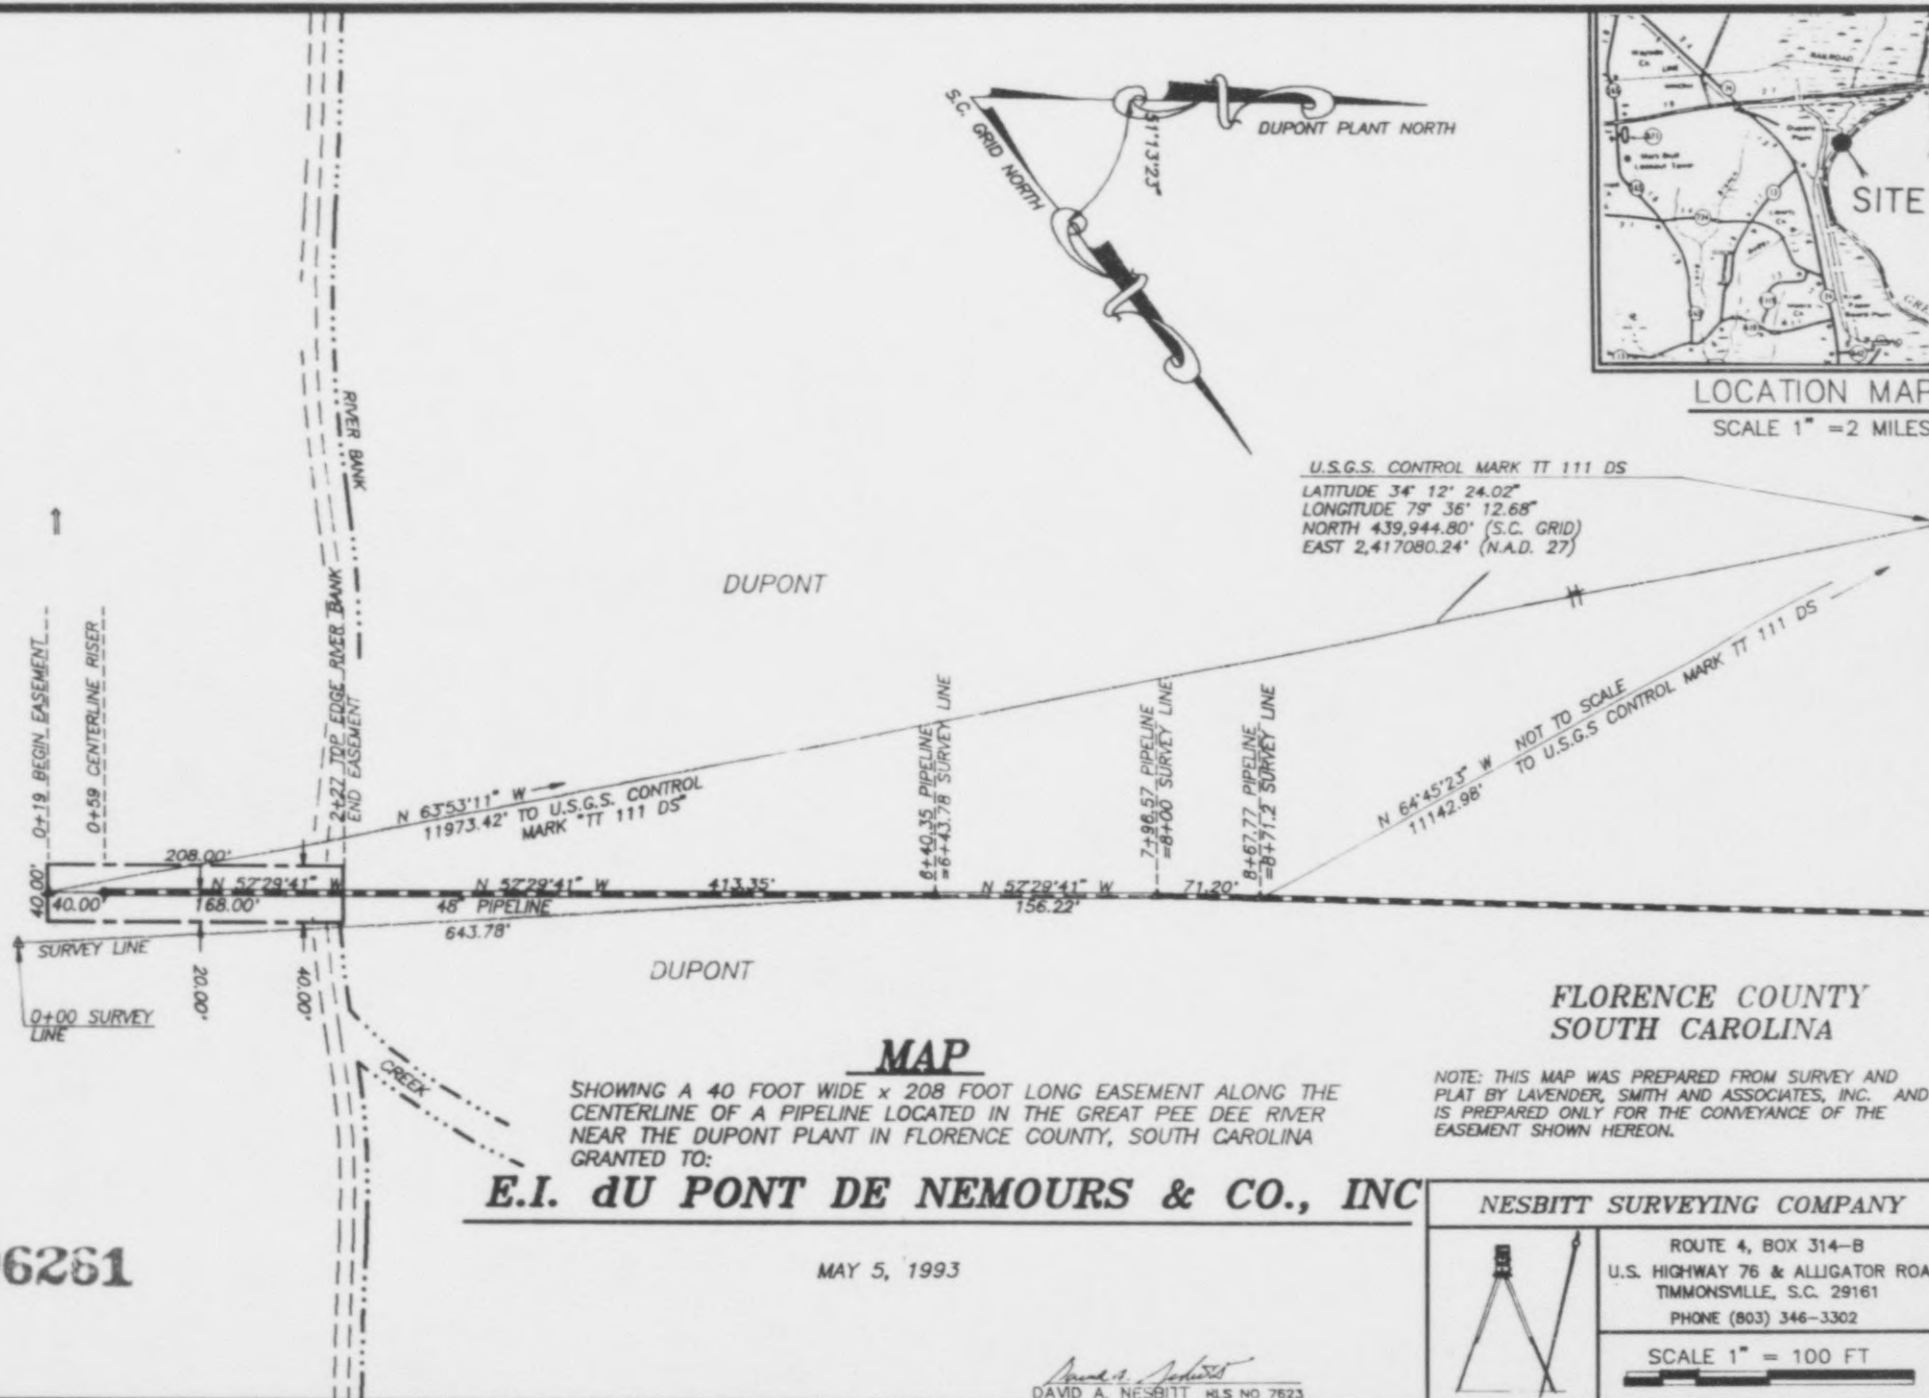 S.C. GRID NORTH
DUPONT PLANT NORTH
51°13'23"
RAILROAD
SITE
LOCATION MAP
SCALE 1" =2 MILES
U.S.G.S. CONTROL MARK TT 111 DS
LATITUDE 34° 12' 24.02"
LONGITUDE 79° 36' 12.68"
NORTH 439,944.80' (S.C. GRID)
EAST 2,417080.24' (N.A.D. 27)
RIVER BANK
DUPONT
0+19 BEGIN EASEMENT
0+59 CENTERLINE RISER
2+27 TOP EDGE RIVER BANK
END EASEMENT
N 63°53'11" W
11973.42' TO U.S.G.S. CONTROL
MARK "TT 111 DS"
6+40.35 PIPELINE
=6+43.78 SURVEY LINE
7+98.57 PIPELINE
=8+00 SURVEY LINE
8+67.77 PIPELINE
=8+71.2 SURVEY LINE
N 64°45'23" W
11142.98'
NOT TO SCALE
TO U.S.G.S CONTROL MARK TT 111 DS
208.00'
40.00'
N 57°29'41" W
N 57°29'41" W
413.35'
N 57°29'41" W
71.20'
40.00'
168.00'
48" PIPELINE
156.22'
643.78'
SURVEY LINE
20.00'
40.00'
0+00 SURVEY
LINE
DUPONT
CREEK
MAP
SHOWING A 40 FOOT WIDE x 208 FOOT LONG EASEMENT ALONG THE
CENTERLINE OF A PIPELINE LOCATED IN THE GREAT PEE DEE RIVER
NEAR THE DUPONT PLANT IN FLORENCE COUNTY, SOUTH CAROLINA
GRANTED TO:
E.I. dU PONT DE NEMOURS & CO., INC
MAY 5, 1993
FLORENCE COUNTY
SOUTH CAROLINA
NOTE: THIS MAP WAS PREPARED FROM SURVEY AND
PLAT BY LAVENDER, SMITH AND ASSOCIATES, INC. AND
IS PREPARED ONLY FOR THE CONVEYANCE OF THE
EASEMENT SHOWN HEREON.
NESBITT SURVEYING COMPANY
ROUTE 4, BOX 314-B
U.S. HIGHWAY 76 & ALLIGATOR ROA
TIMMONSVILLE, S.C. 29161
PHONE (803) 346-3302
SCALE 1" = 100 FT
6261
David A. Nesbitt
DAVID A. NESBITT RLS NO 7623